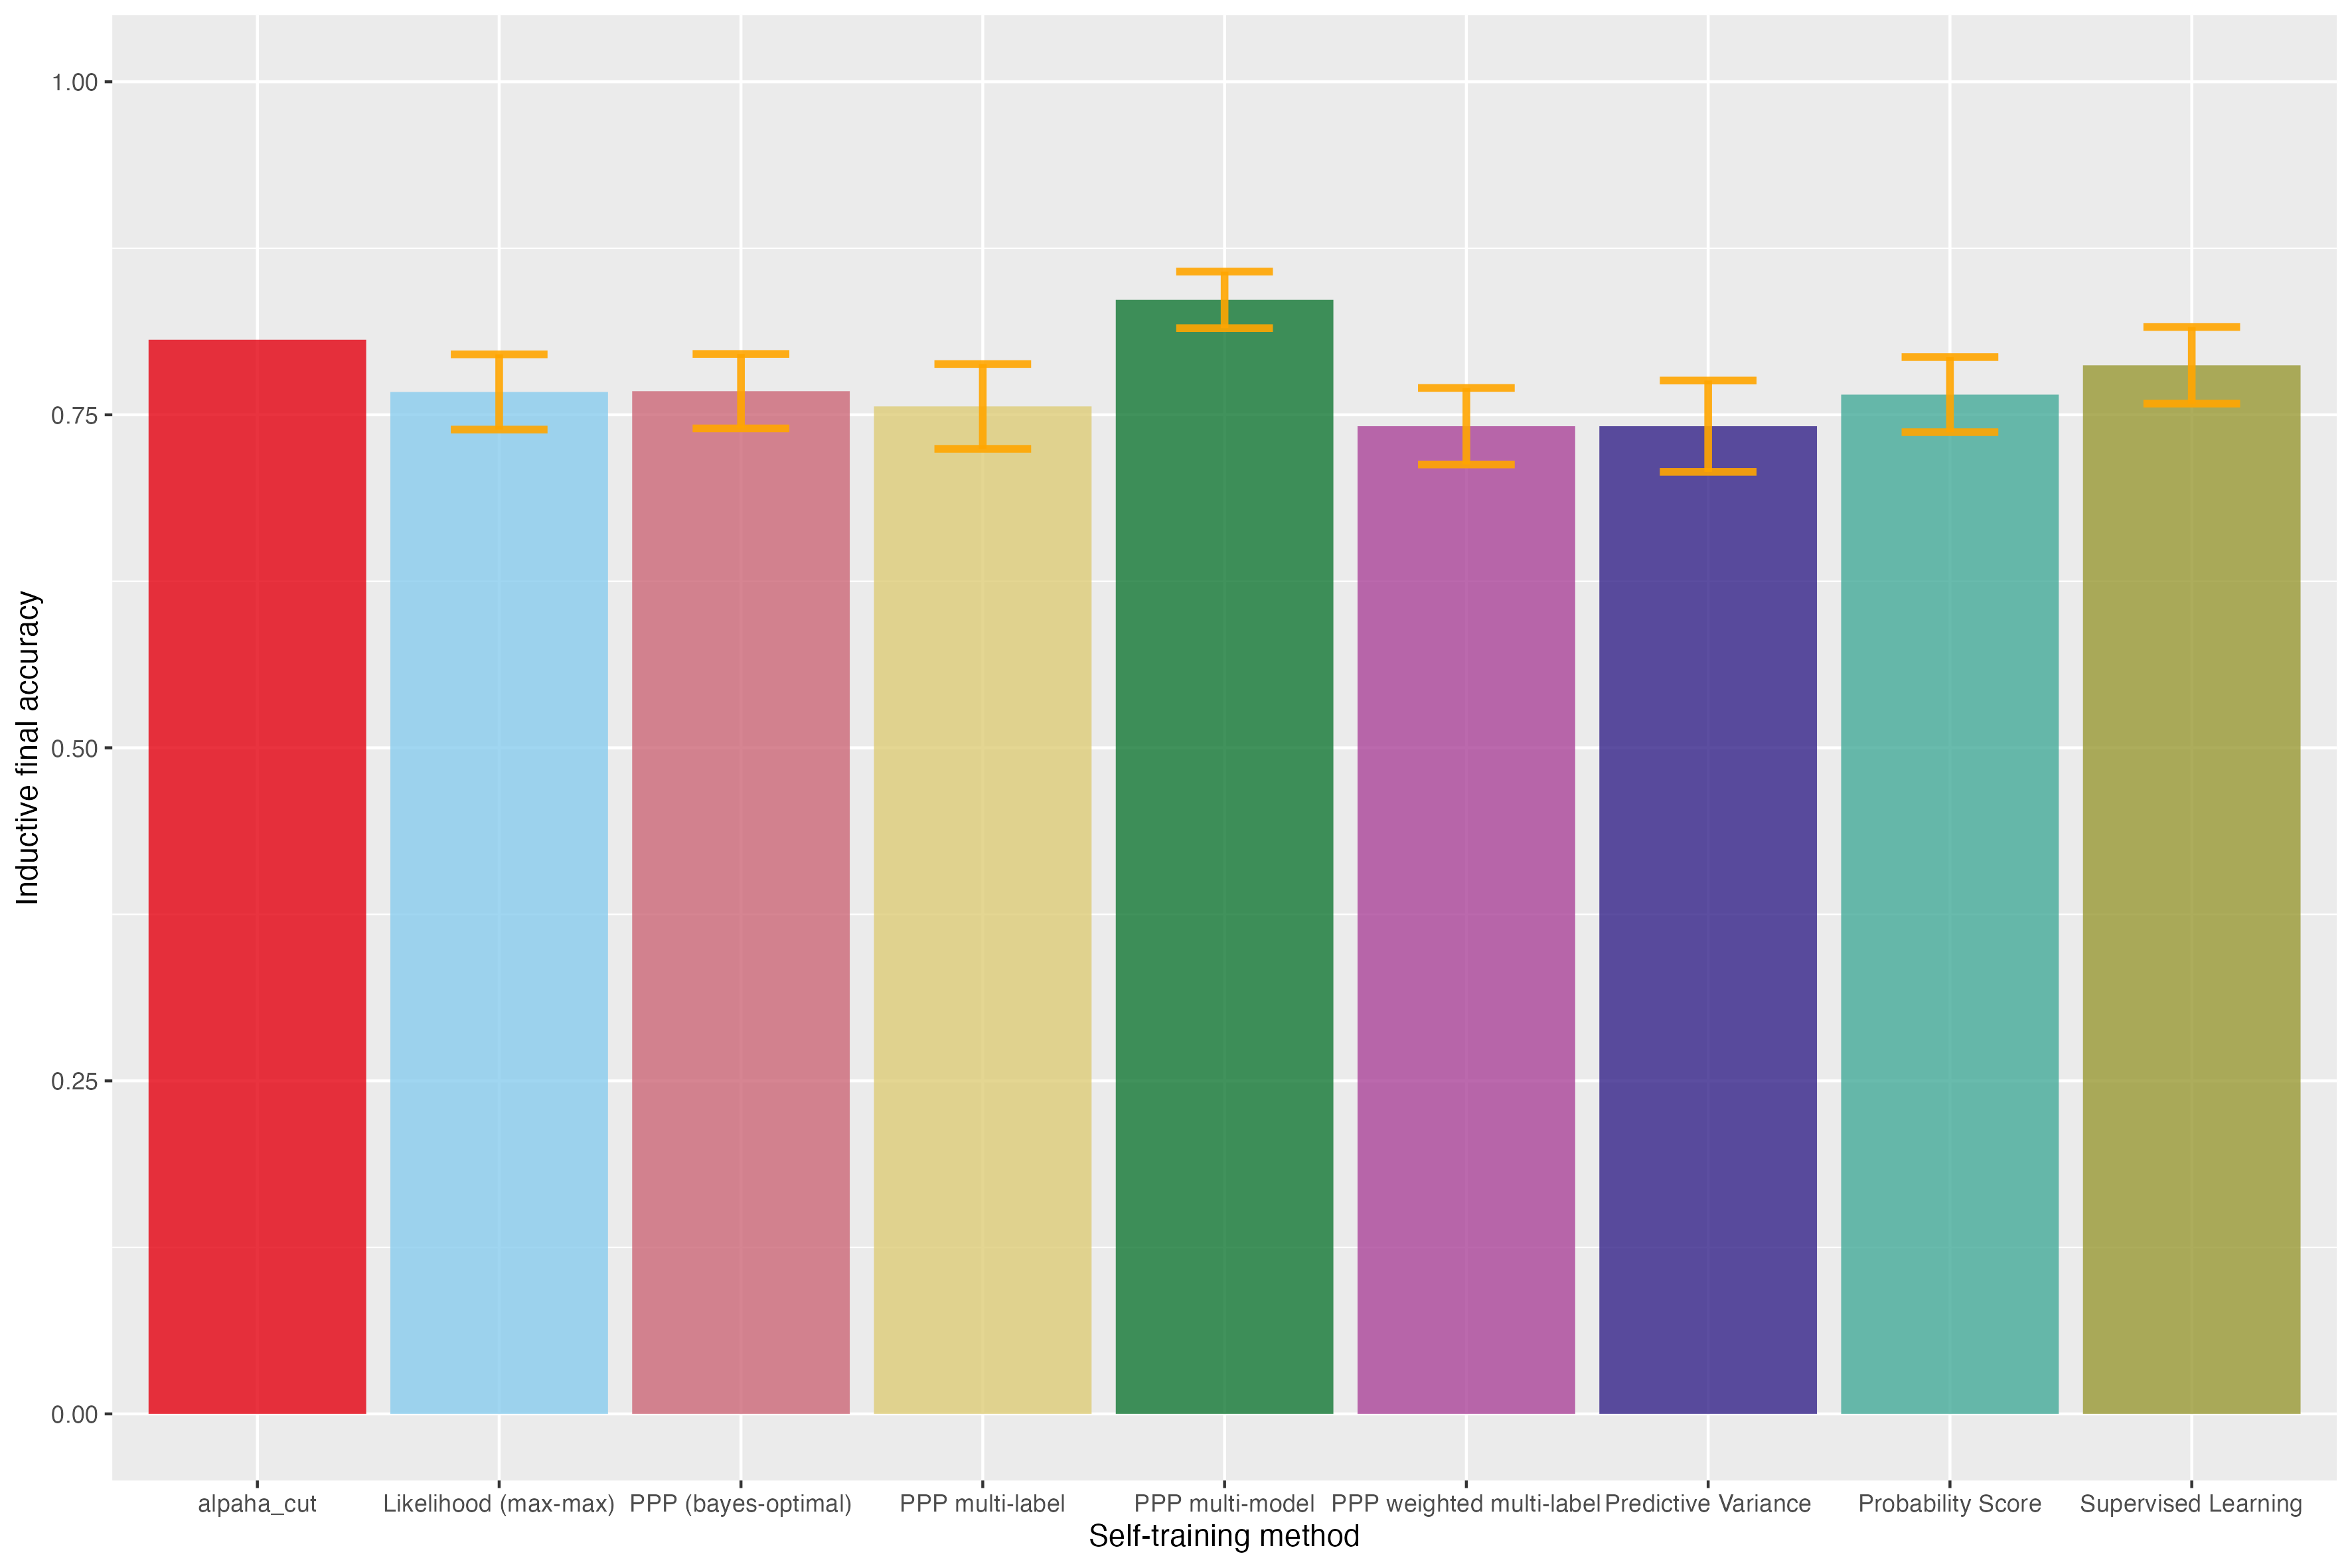 Inductive final accuracy
1.00
0.75
0.50
0.25
0.00
alpaha_cut
Likelihood (max-max)
PPP (bayes-optimal)
PPP multi-label
PPP multi-model
PPP weighted multi-label
Predictive Variance
Probability Score
Supervised Learning
Self-training method